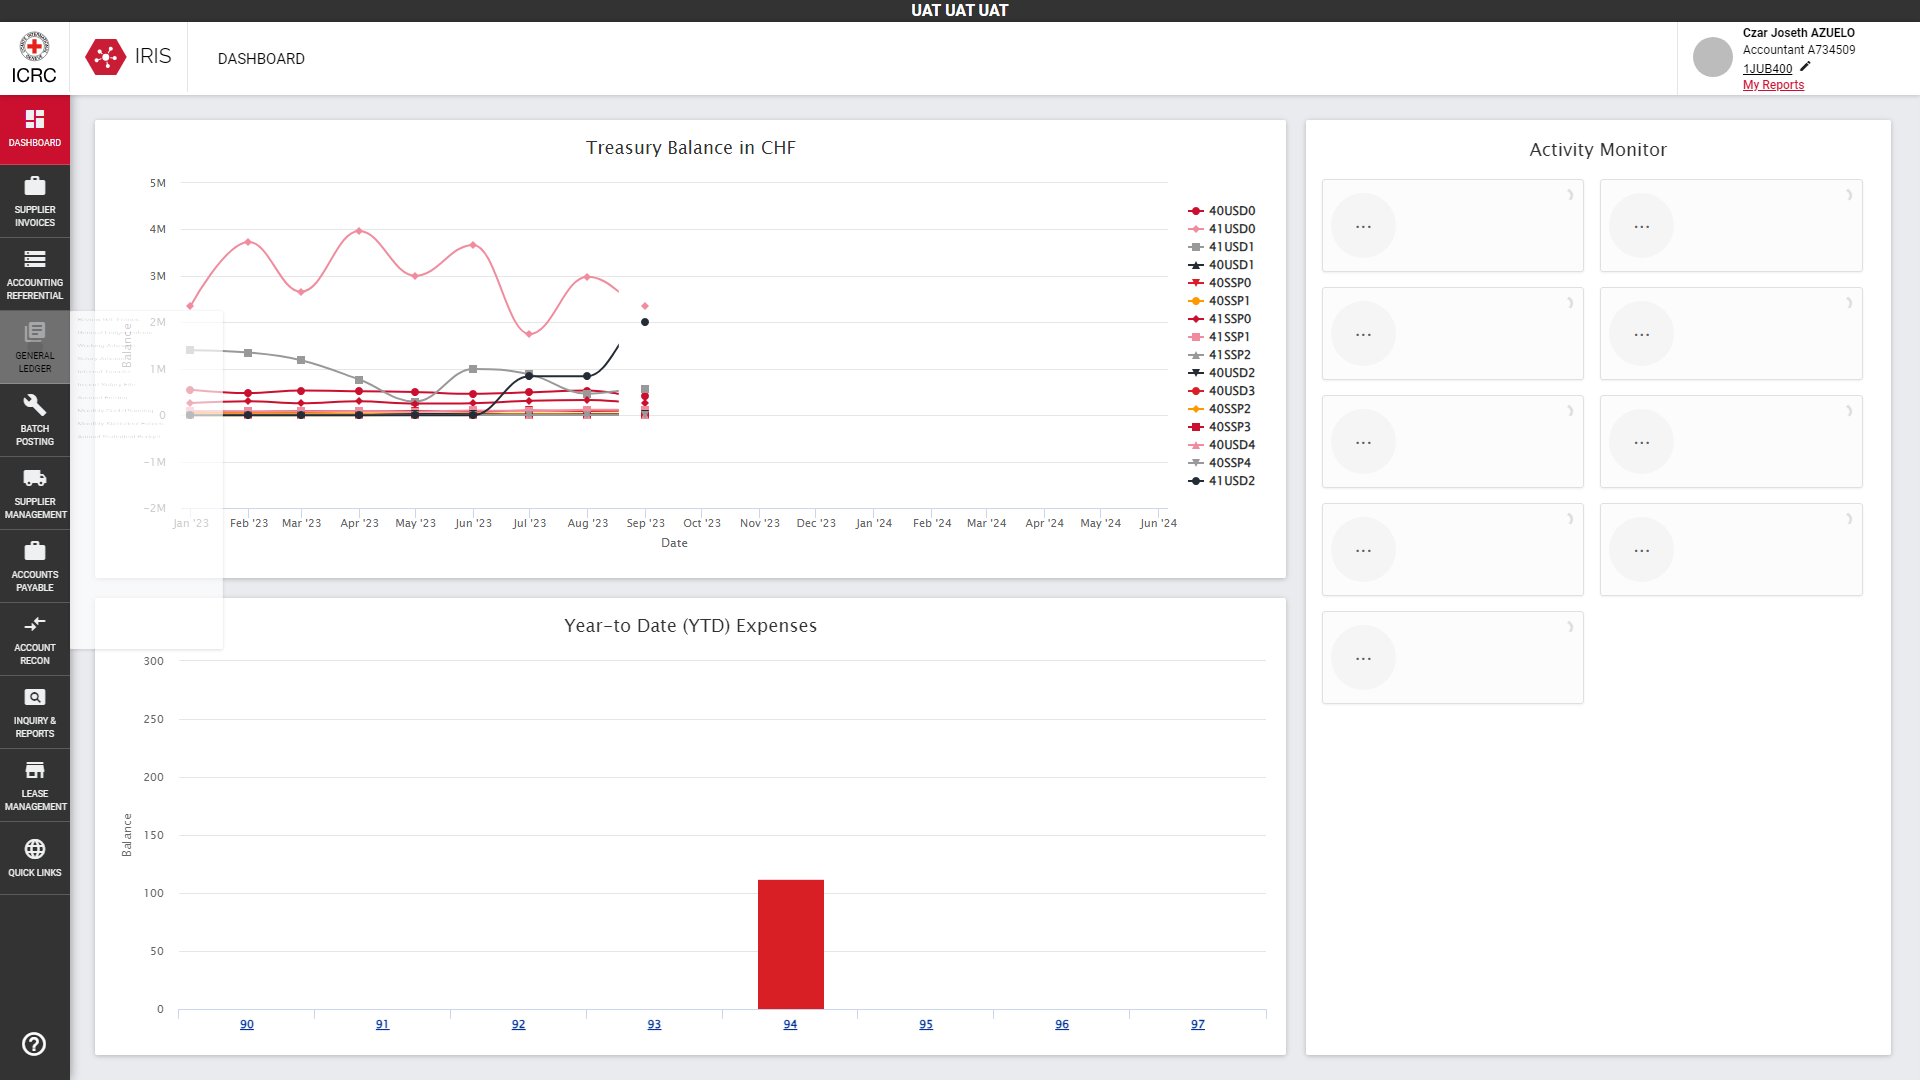 UAT UAT UAT
ICRC
IRIS
DASHBOARD
Czar Joseth AZUELO
Accountant A734509
1JUB400
My Reports
DASHBOARD
SUPPLIER
INVOICES
ACCOUNTING
REFERENTIAL
GENERAL
LEDGER
BATCH
POSTING
SUPPLIER
MANAGEMENT
ACCOUNTS
PAYABLE
ACCOUNT
RECON
INQUIRY &
REPORTS
LEASE
MANAGEMENT
QUICK LINKS
Treasury Balance in CHF
5M
4M
3M
2M
1M
0
-1M
-2M
Balance
Jan '23 Feb '23 Mar '23 Apr '23 May '23 Jun '23 Jul '23 Aug '23 Sep '23 Oct '23 Nov '23 Dec '23 Jan '24 Feb '24 Mar '24 Apr '24 May '24 Jun '24
Date
40USD0
41USD0
41USD1
40USD1
40SSP0
40SSP1
41SSP0
41SSP1
41SSP2
40USD2
40USD3
40SSP2
40SSP3
40USD4
40SSP4
41USD2
Year-to Date (YTD) Expenses
300
250
200
150
100
50
0
Balance
90 91 92 93 94 95 96 97
Activity Monitor
... ...
... ...
... ...
... ...
...